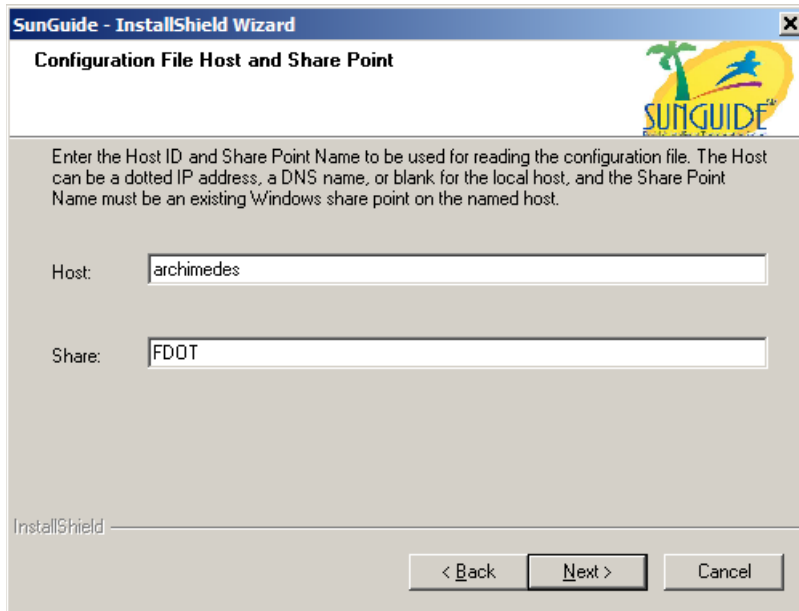 SunGuide - InstallShield Wizard
Configuration File Host and Share Point
SUNGUIDE
Enter the Host ID and Share Point Name to be used for reading the configuration file. The Host
can be a dotted IP address, a DNS name, or blank for the local host, and the Share Point
Name must be an existing Windows share point on the named host.
Host: archimedes
Share: FDOT
InstallShield
< Back Next > Cancel